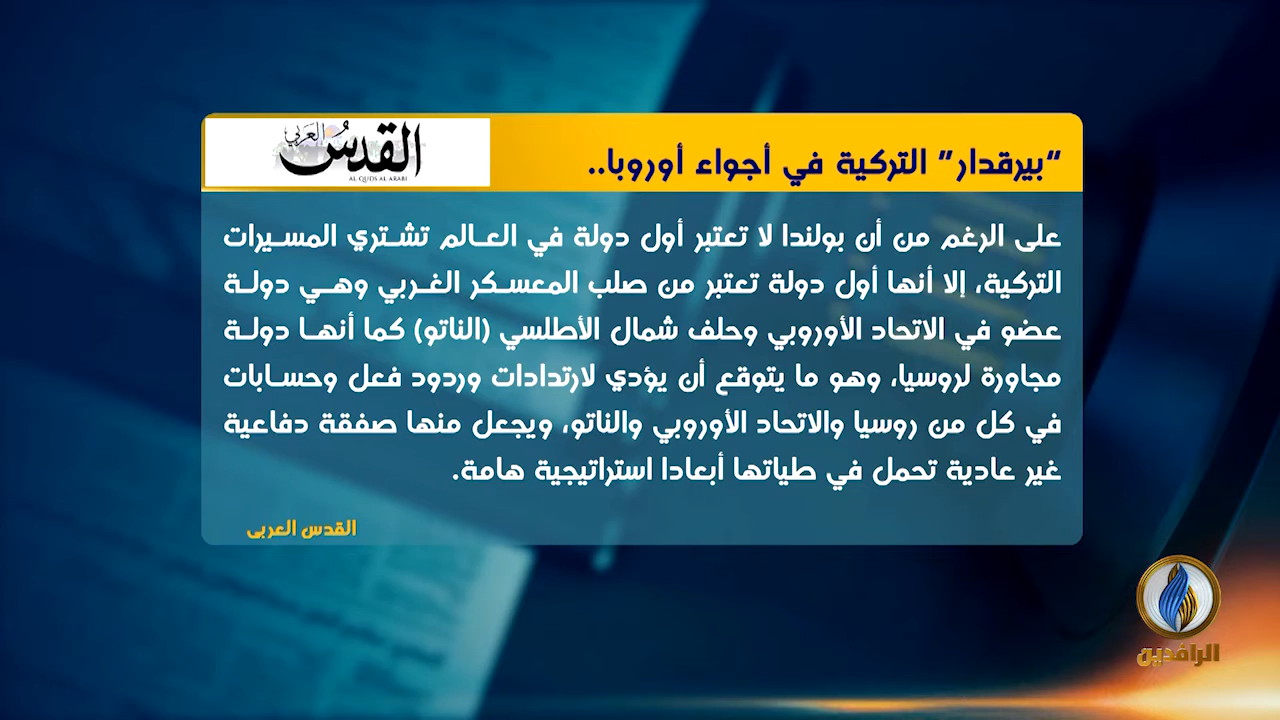 القدس العربي
AL-QUDS AL-ARABI
“بيرقدار” التركية في أجواء أوروبا..
على الرغم من أن بولندا لا تعتبر أول دولة في العالم تشتري المسيرات
التركية، إلا أنها أول دولة تعتبر من صلب المعسكر الغربي وهي دولة
عضو في الاتحاد الأوروبي وحلف شمال الأطلسي (الناتو) كما أنها دولة
مجاورة لروسيا، وهو ما يتوقع أن يؤدي لارتدادات وردود فعل وحسابات
في كل من روسيا والاتحاد الأوروبي والناتو، ويجعل منها صفقة دفاعية
غير عادية تحمل في طياتها أبعادا استراتيجية هامة.
القدس العربى
الرافدين